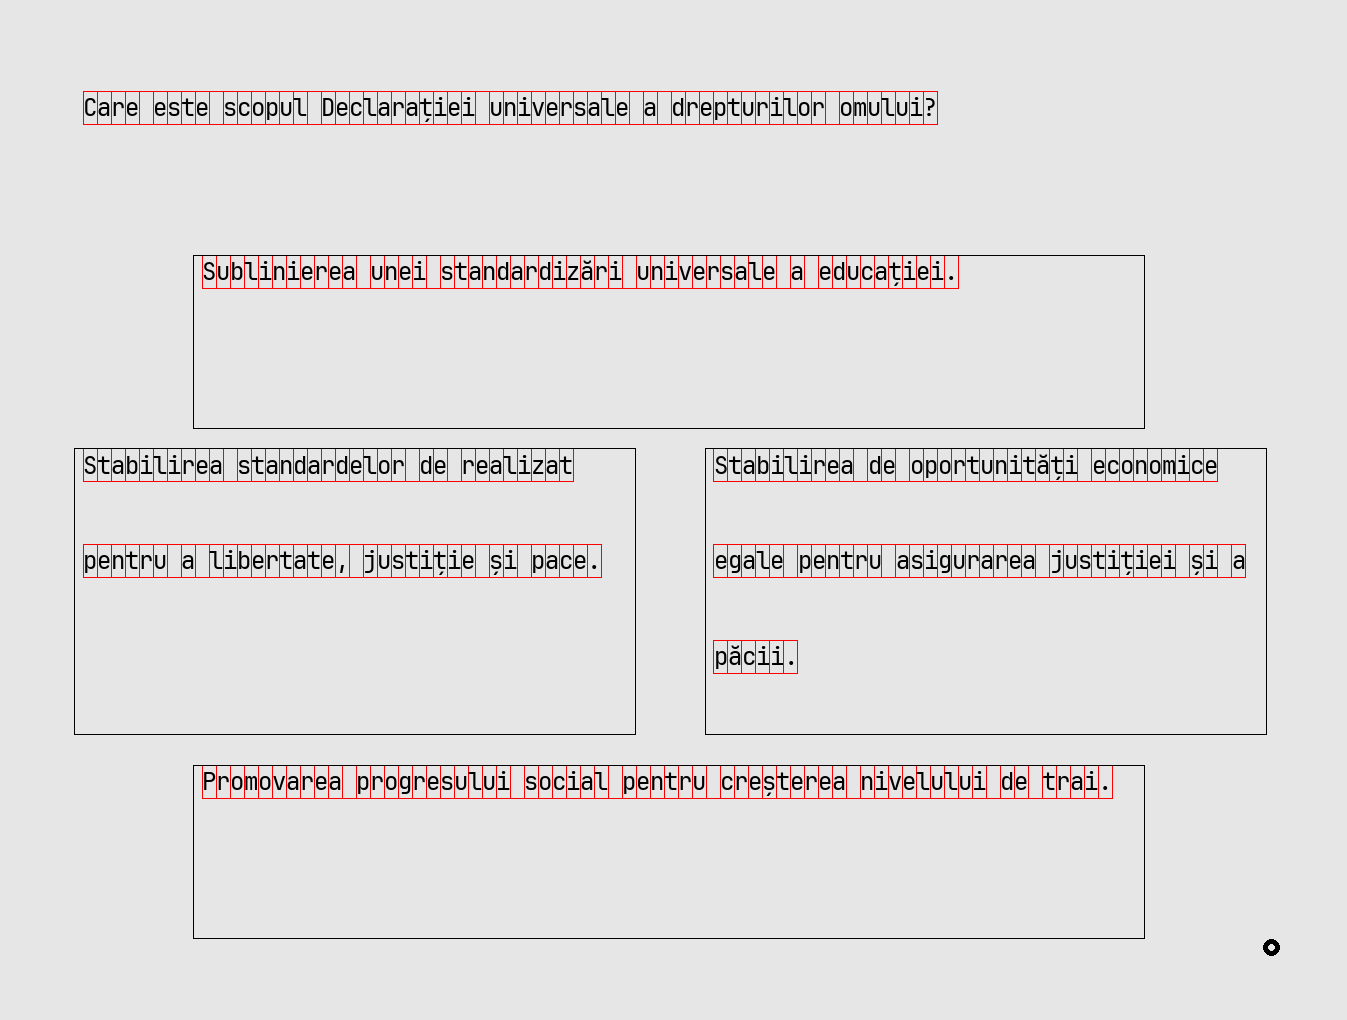 Care este scopul Declarației universale a drepturilor omului?
Sublinierea unei standardizări universale a educației.
Stabilirea standardelor de realizat
pentru a libertate, justiție și pace.
Stabilirea de oportunități economice
egale pentru asigurarea justiției și a
păcii.
Promovarea progresului social pentru creșterea nivelului de trai.